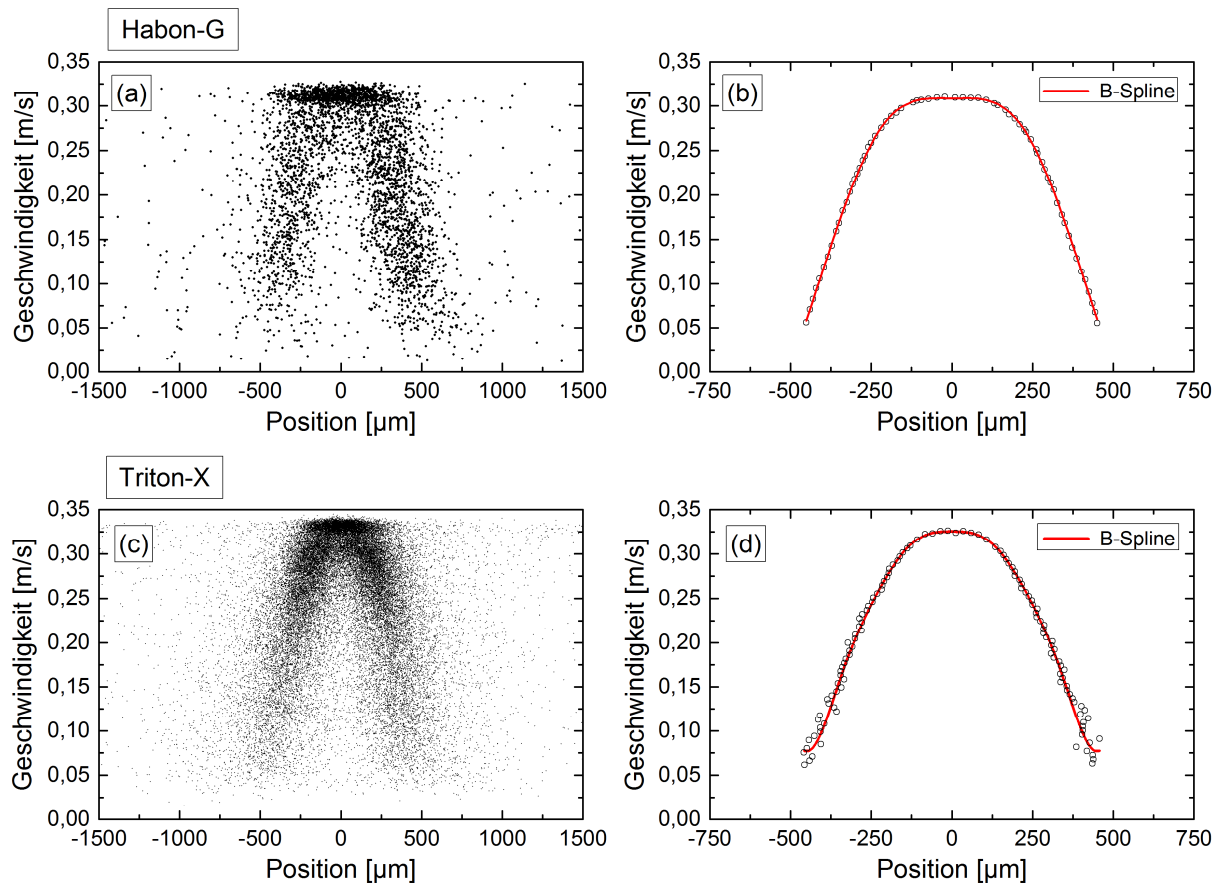 Habon-G
0,35
0,30
0,25
0,20
0,15
0,10
0,05
0,00
Geschwindigkeit [m/s]
(a)
-1500 -1000 -500 0 500 1000 1500
Position [µm]
0,35
0,30
0,25
0,20
0,15
0,10
0,05
0,00
Geschwindigkeit [m/s]
(b)
B-Spline
-750 -500 -250 0 250 500 750
Position [µm]
Triton-X
0,35
0,30
0,25
0,20
0,15
0,10
0,05
0,00
Geschwindigkeit [m/s]
(c)
-1500 -1000 -500 0 500 1000 1500
Position [µm]
0,35
0,30
0,25
0,20
0,15
0,10
0,05
0,00
Geschwindigkeit [m/s]
(d)
B-Spline
-750 -500 -250 0 250 500 750
Position [µm]